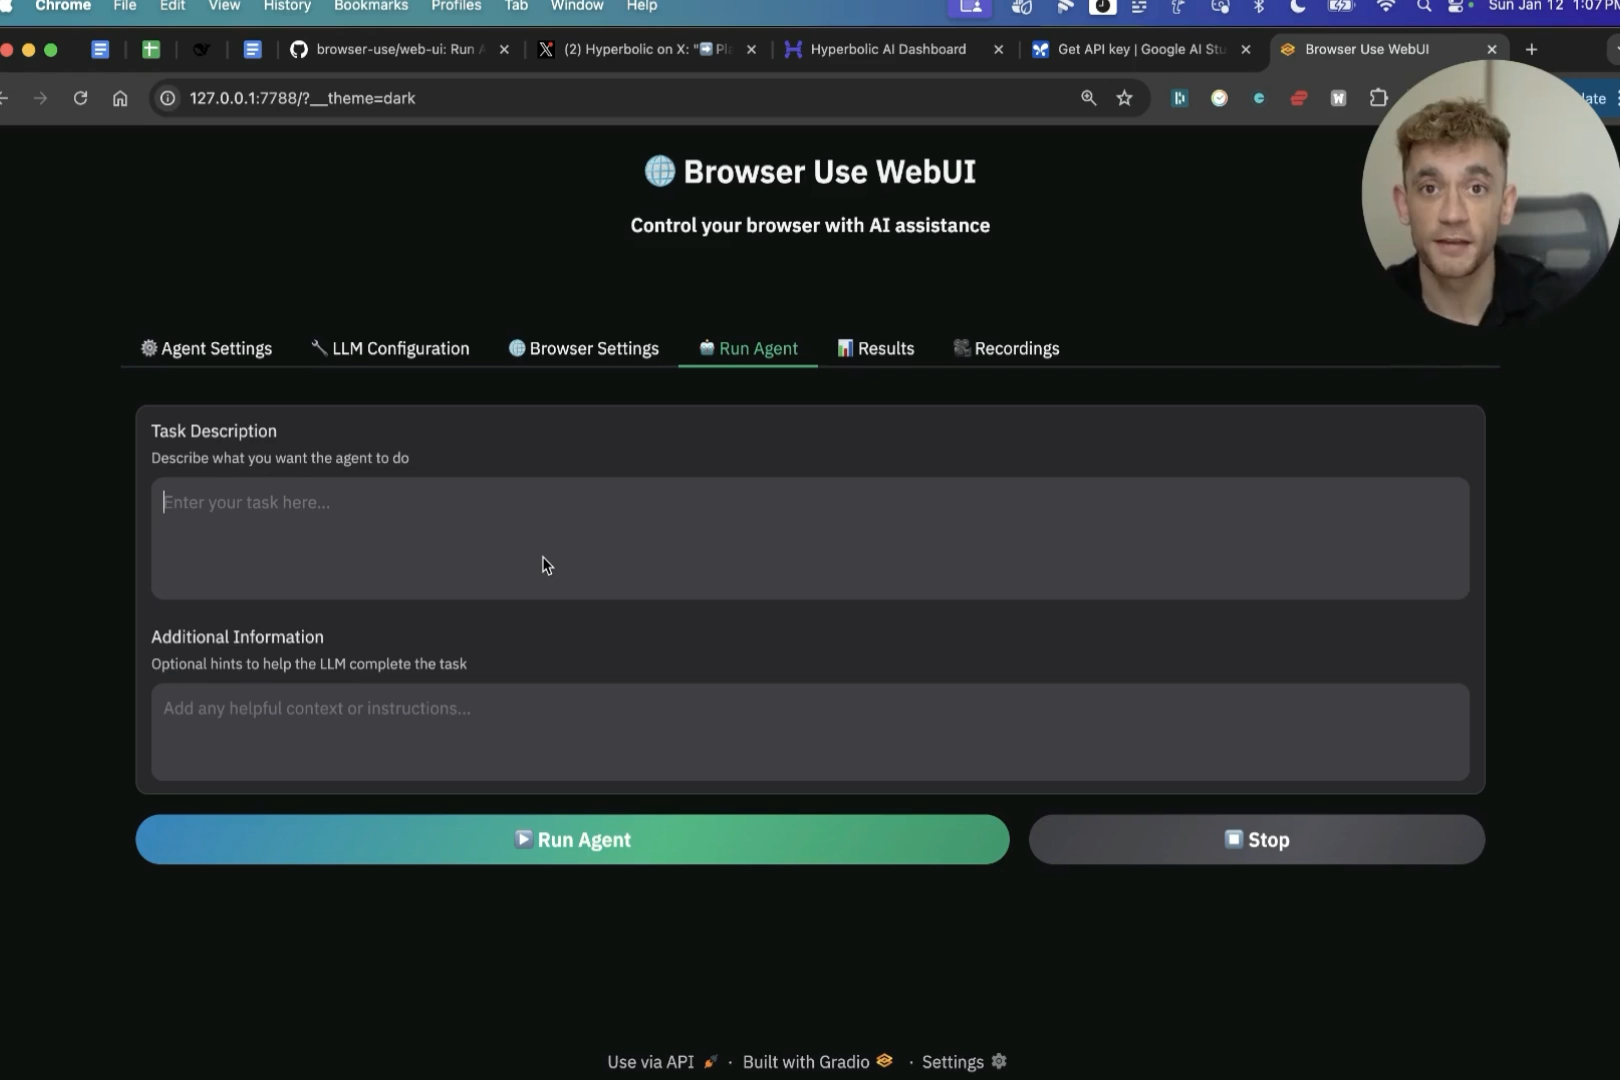 Chrome File Edit View History Bookmarks Profiles Tab Window Help Sun Jan 12 1:07PM
browser-use/web-ui: Run A (2) Hyperbolic on X: " Pla Hyperbolic AI Dashboard Get API key | Google AI Stu Browser Use WebUI
127.0.0.1:7788/?__theme=dark
Browser Use WebUI
Control your browser with AI assistance
Agent Settings LLM Configuration Browser Settings Run Agent Results Recordings
Task Description
Describe what you want the agent to do
Enter your task here...
Additional Information
Optional hints to help the LLM complete the task
Add any helpful context or instructions...
Run Agent Stop
Use via API · Built with Gradio · Settings